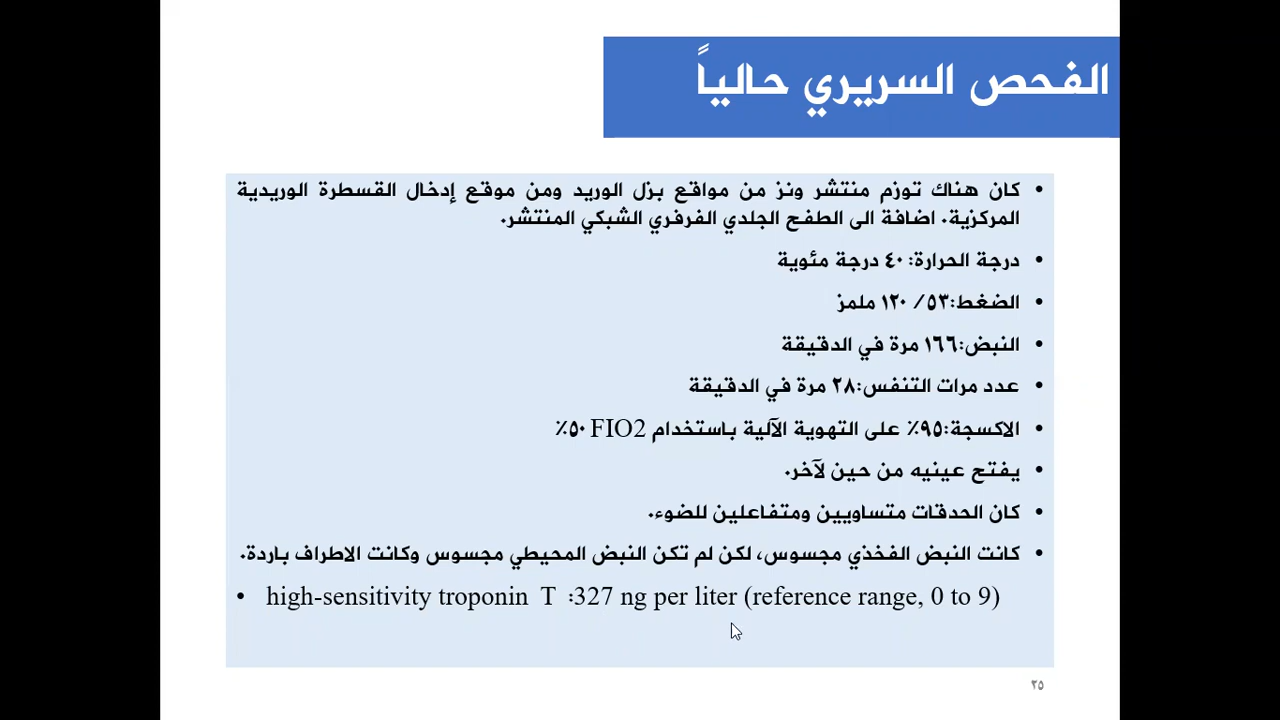 الفحص السريري حالياً
• كان هناك توزم منتشر ونز من مواقع بزل الوريد ومن موقع إدخال القسطرة الوريدية
المركزية. اضافة الى الطفح الجلدي الفرفري الشبكي المنتشر.
• درجة الحرارة: ٤٠ درجة مئوية
• الضغط:٥٣/ ١٢٠ ملمز
• النبض:١٦٦ مرة في الدقيقة
• عدد مرات التنفس:٢٨ مرة في الدقيقة
• الاكسجة:٩٥٪ على التهوية الآلية باستخدام FIO2 ٥٠٪
• يفتح عينيه من حين لآخر.
• كان الحدقات متساويين ومتفاعلين للضوء.
• كانت النبض الفخذي مجسوس، لكن لم تكن النبض المحيطي مجسوس وكانت الاطراف باردة.
• high-sensitivity troponin T :327 ng per liter (reference range, 0 to 9)
٢٥